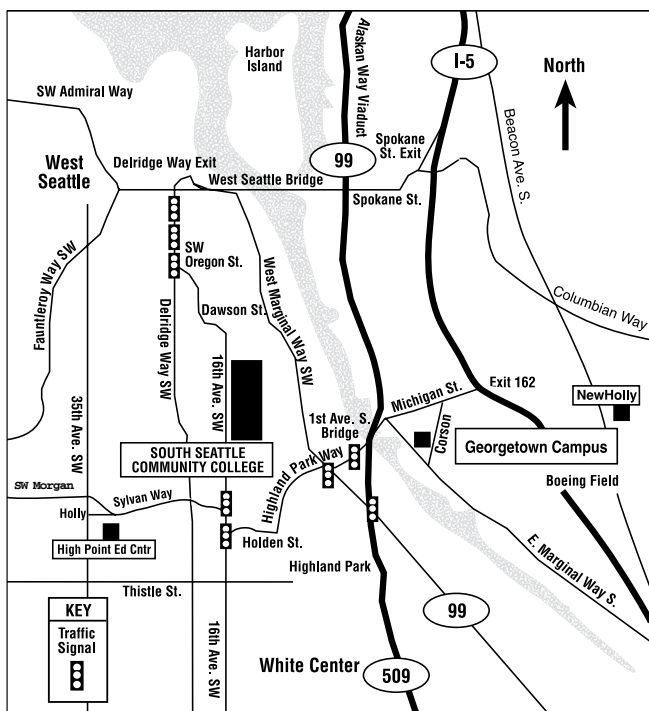 Harbor
Island
Alaskan Way Viaduct
I-5
North
SW Admiral Way
Beacon Ave. S.
Spokane
St. Exit
99
West
Seattle
Delridge Way Exit
West Seattle Bridge
Spokane St.
SW
Oregon St.
Fauntleroy Way SW
Delridge Way SW
Dawson St.
West Marginal Way SW
Columbian Way
16th Ave. SW
35th Ave. SW
Michigan St.
Exit 162
NewHolly
1st Ave. S.
Bridge
Corson
Georgetown Campus
SOUTH SEATTLE
COMMUNITY COLLEGE
Highland Park Way
Boeing Field
SW Morgan
Sylvan Way
Holly
High Point Ed Cntr
Holden St.
E. Marginal Way S.
Highland Park
Thistle St.
KEY
Traffic
Signal
16th Ave. SW
99
White Center
509